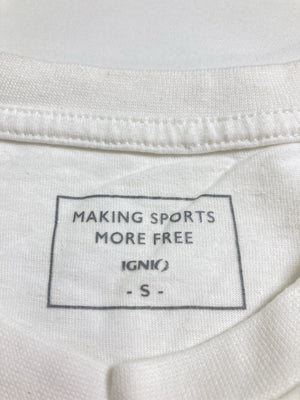 MAKING SPORTS
MORE FREE
IGNIO
- S -